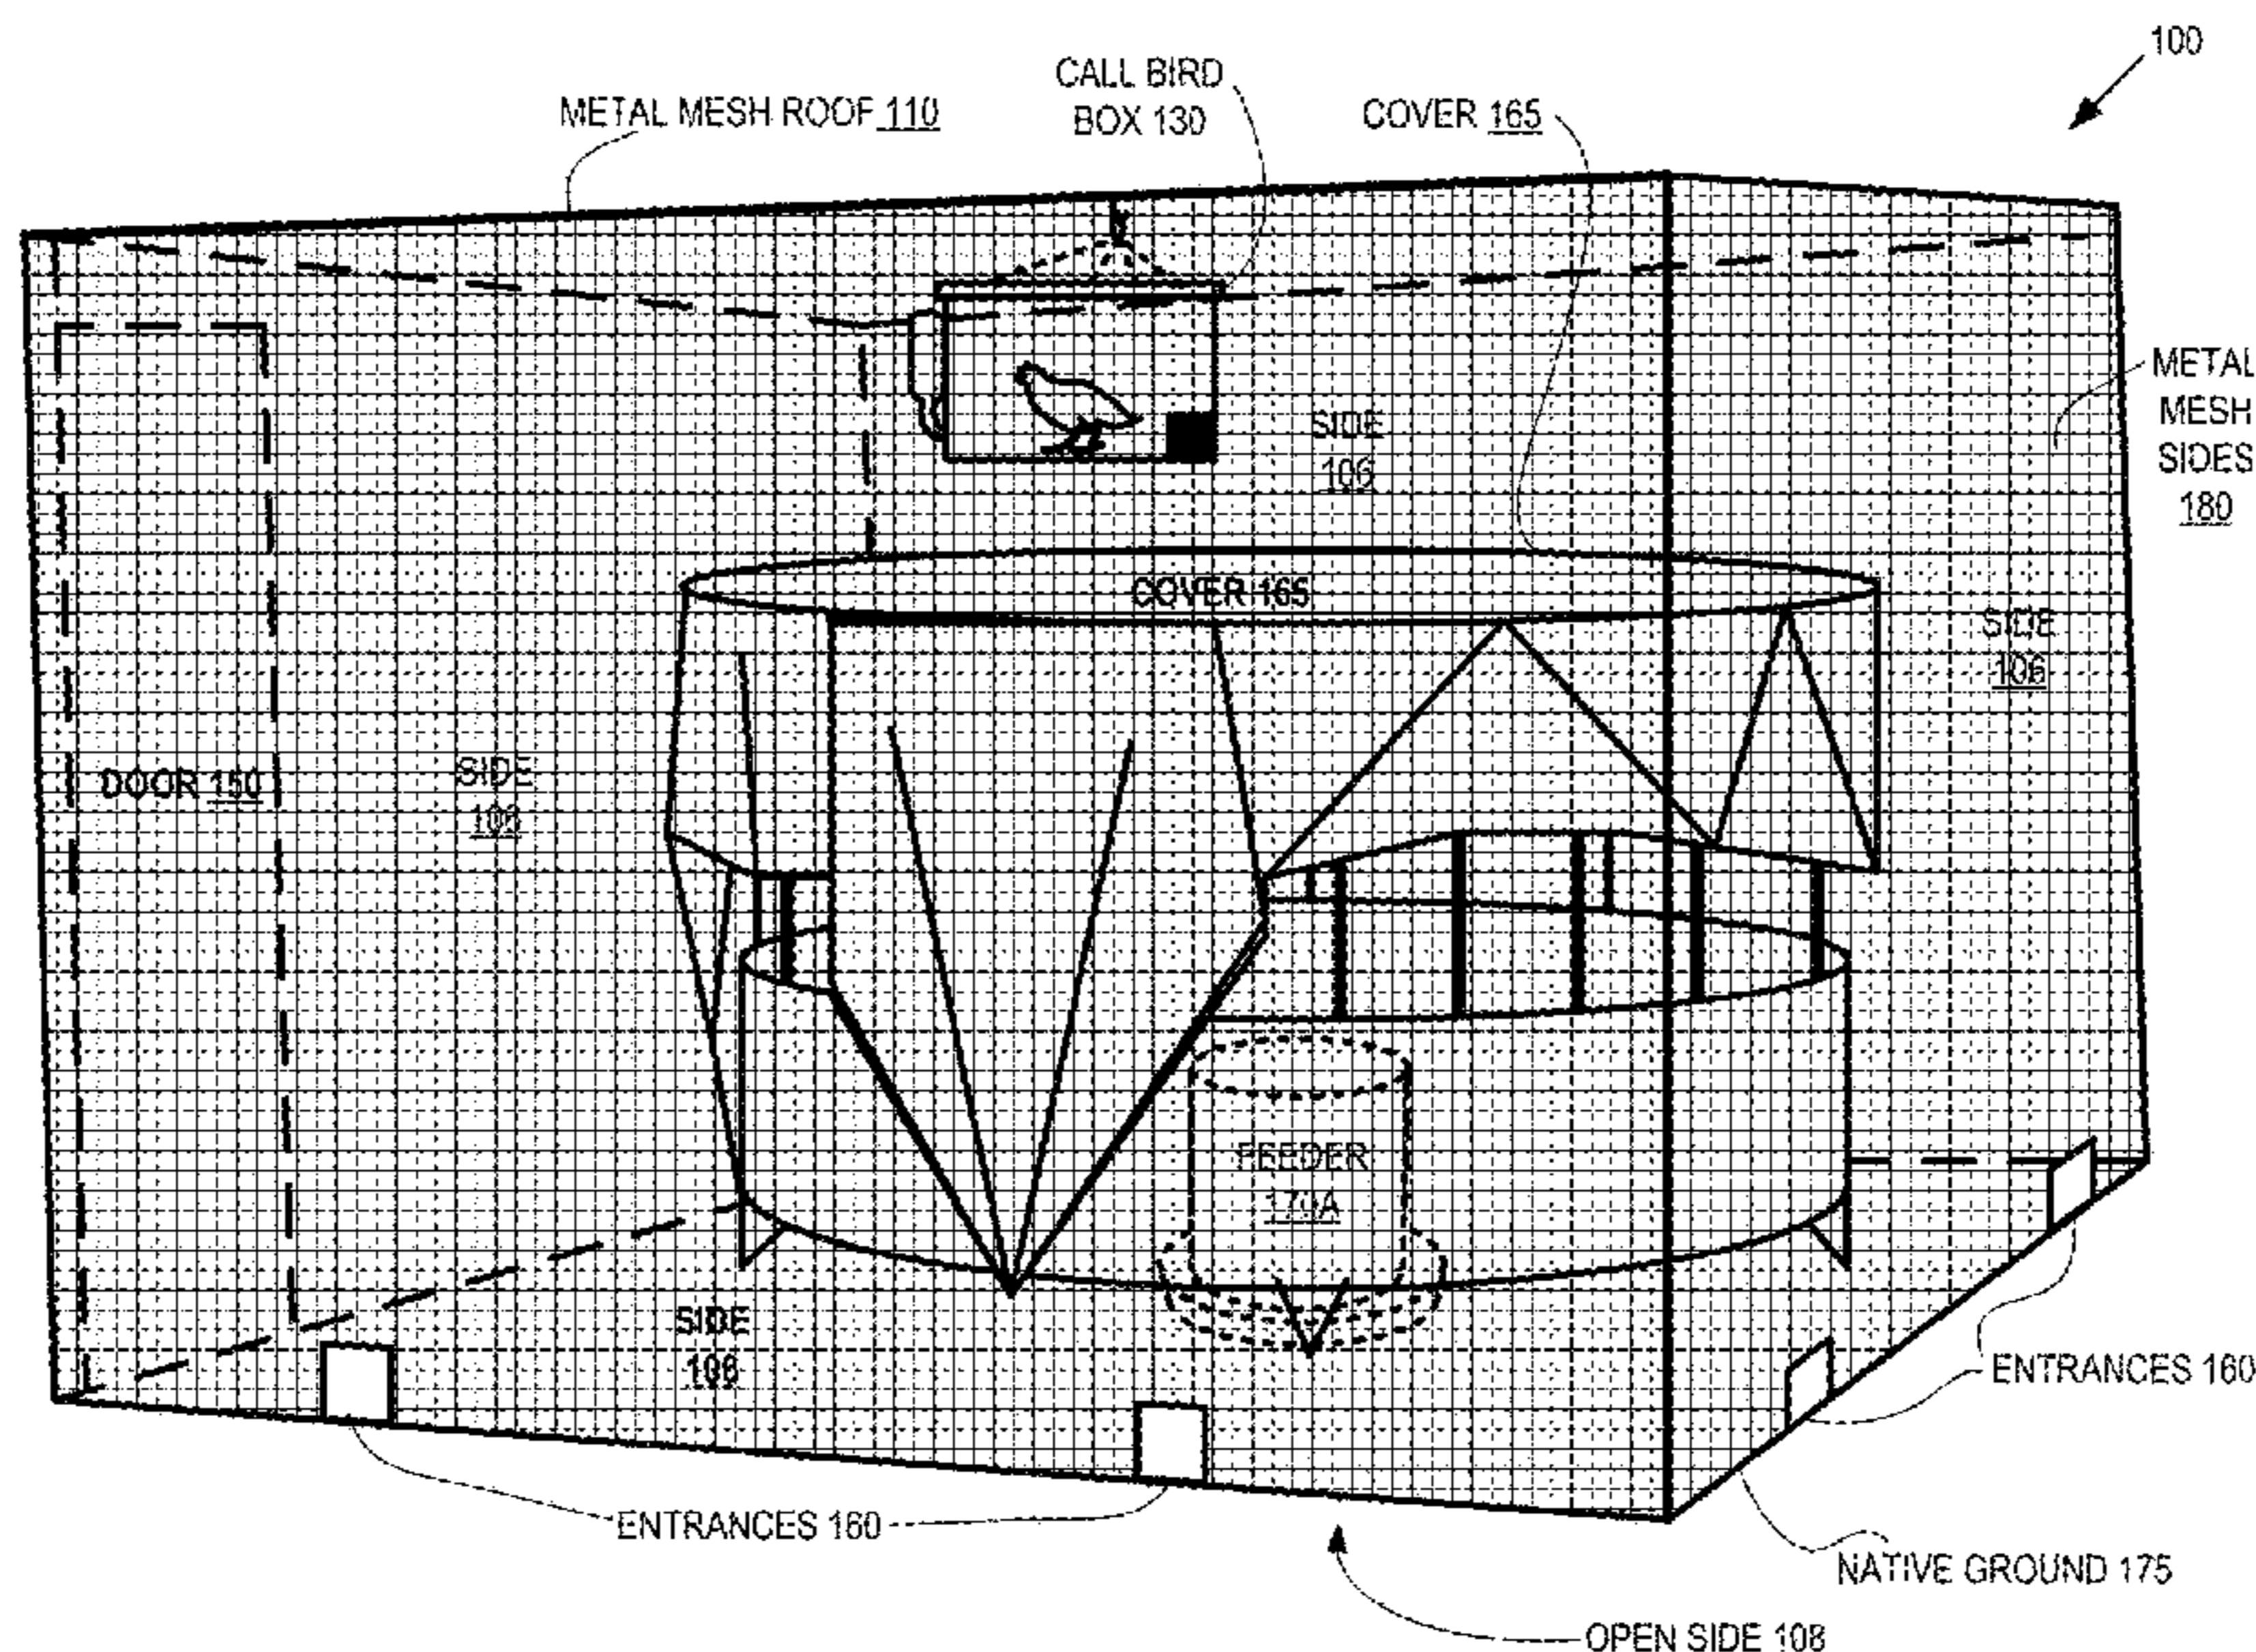 100
CALL BIRD
BOX 130
METAL MESH ROOF 110
COVER 165
METAL
MESH
SIDES
180
SIDE
106
COVER 165
SIDE
106
DOOR 150
SIDE
106
FEEDER
170A
SIDE
106
ENTRANCES 160
ENTRANCES 160
NATIVE GROUND 175
OPEN SIDE 108